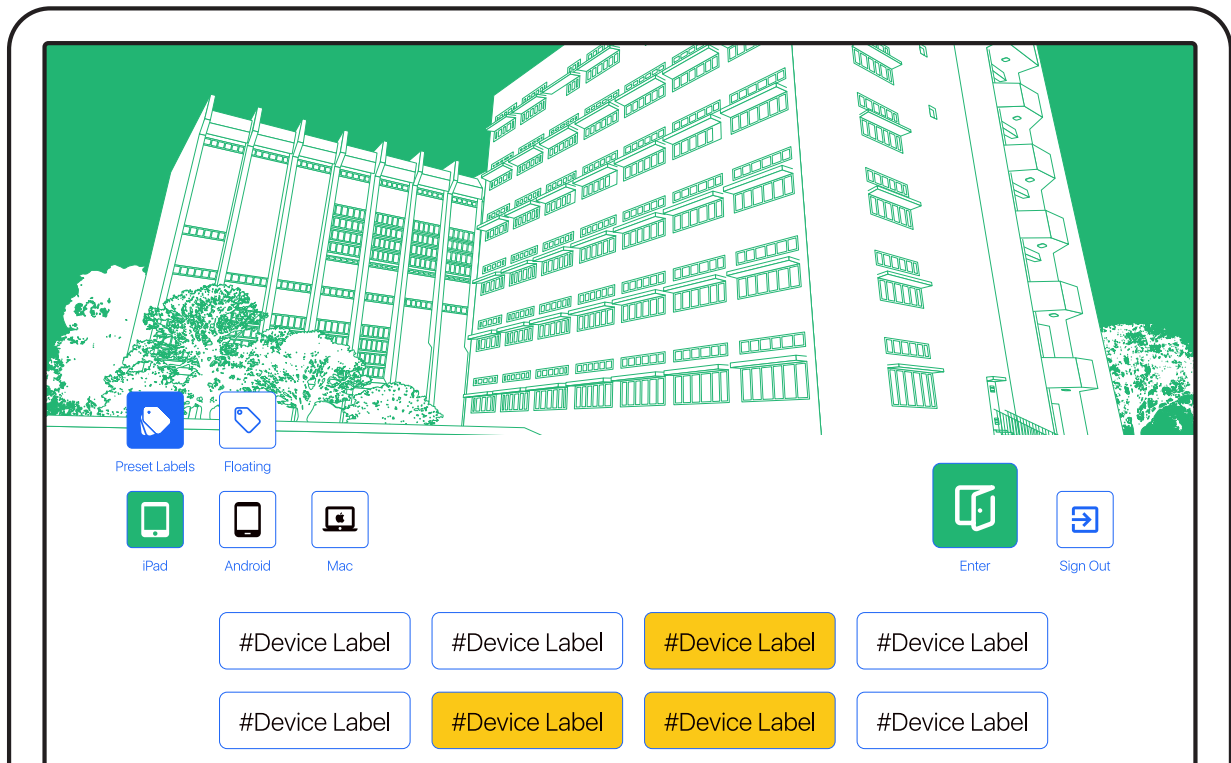 Preset Labels
Floating
iPad
Android
Mac
Enter
Sign Out
#Device Label
#Device Label
#Device Label
#Device Label
#Device Label
#Device Label
#Device Label
#Device Label